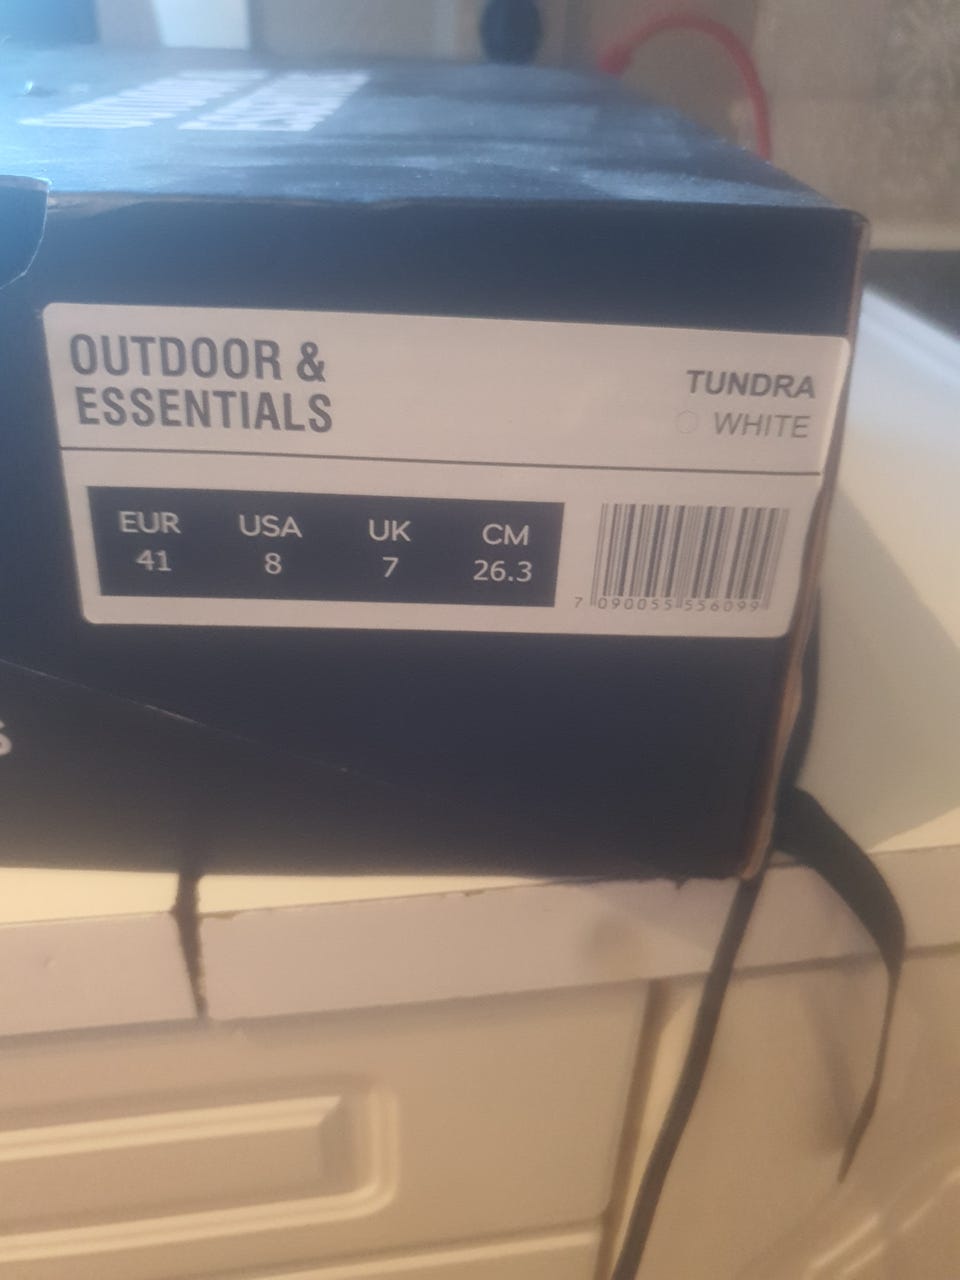 OUTDOOR &
ESSENTIALS
TUNDRA
WHITE
EUR USA UK CM
41 8 7 26.3
7 090055 556099